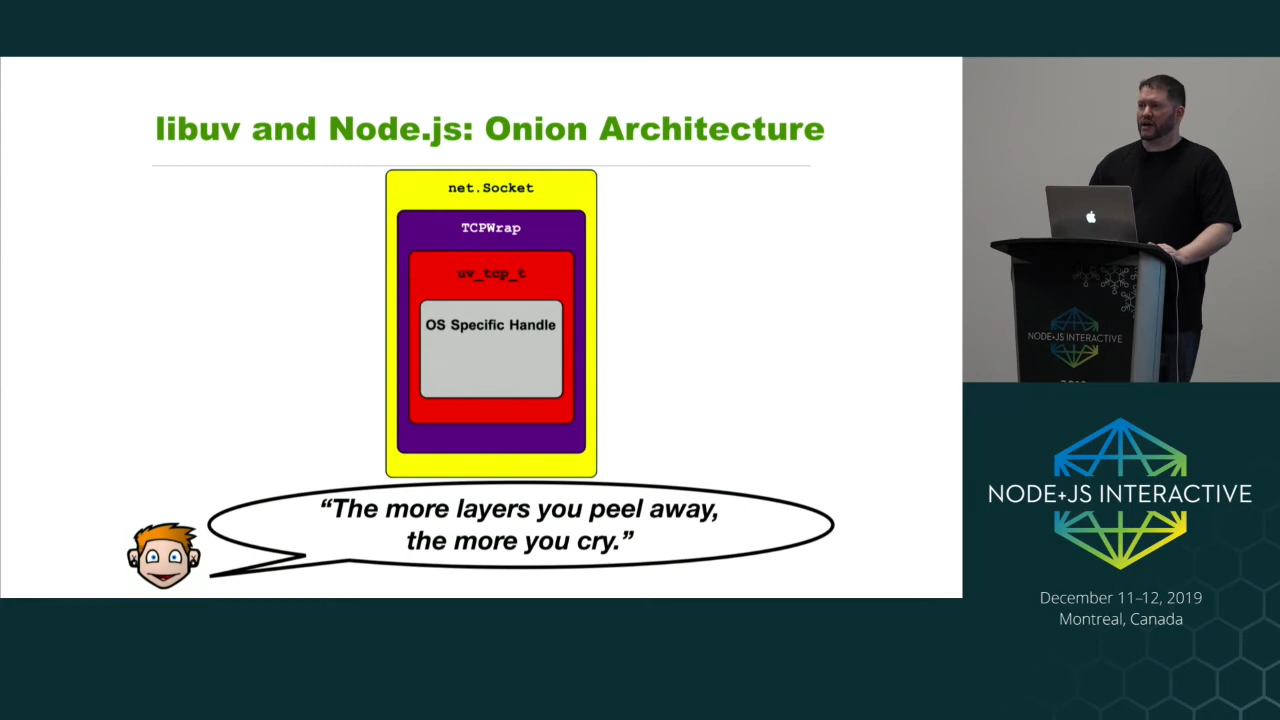 libuv and Node.js: Onion Architecture
net.Socket
TCPWrap
uv_tcp_t
OS Specific Handle
“The more layers you peel away,
the more you cry.”
NODE+JS INTERACTIVE
NODE+JS INTERACTIVE
December 11–12, 2019
Montreal, Canada